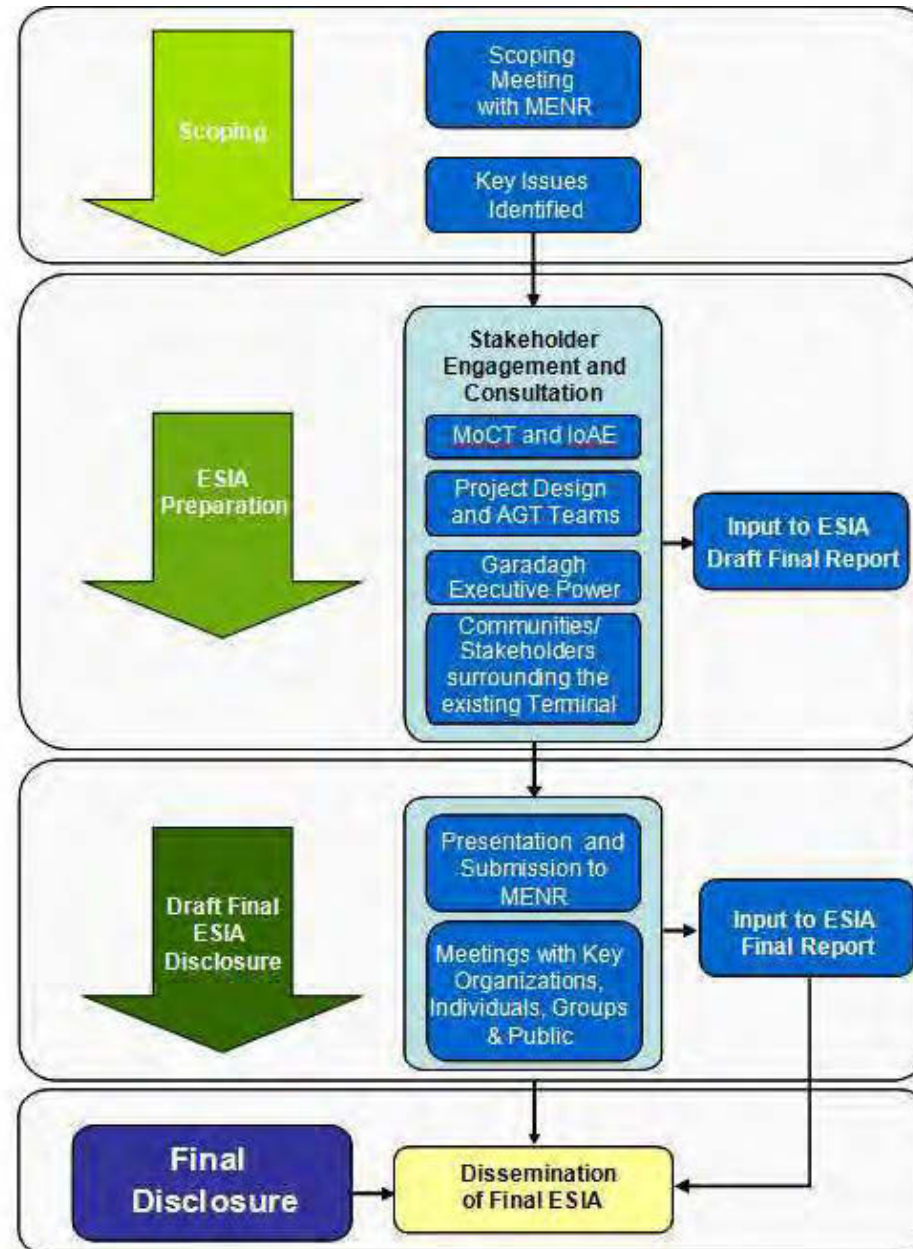 Scoping
Scoping
Meeting
with MENR
Key Issues
Identified
ESIA
Preparation
Stakeholder
Engagement and
Consultation
MoCT and IoAE
Project Design
and AGT Teams
Garadagh
Executive Power
Communities/
Stakeholders
surrounding the
existing Terminal
Input to ESIA
Draft Final Report
Draft Final
ESIA
Disclosure
Presentation and
Submission to
MENR
Meetings with Key
Organizations,
Individuals, Groups
& Public
Input to ESIA
Final Report
Final
Disclosure
Dissemination
of Final ESIA